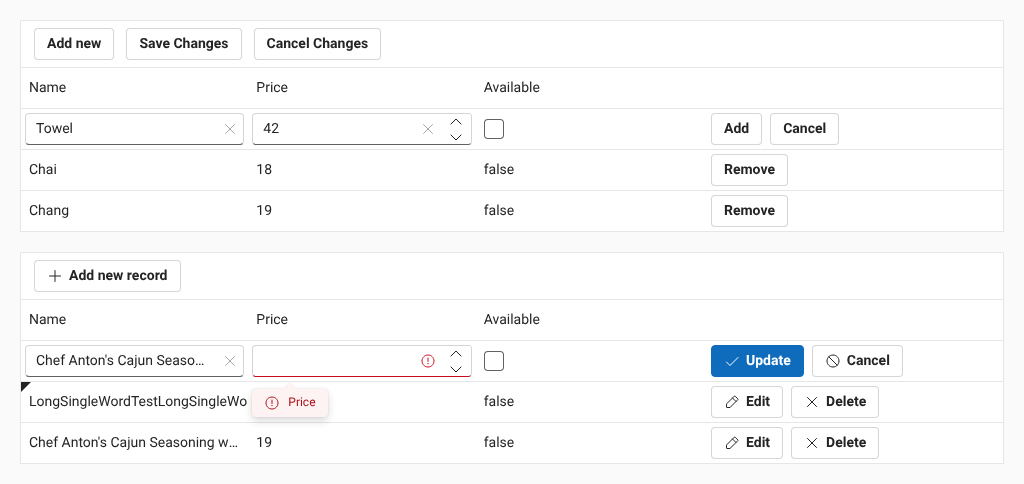 Add new Save Changes Cancel Changes
Name Price Available
Towel 42 Add Cancel
Chai 18 false Remove
Chang 19 false Remove
Add new record
Name Price Available
Chef Anton's Cajun Seaso... Update Cancel
LongSingleWordTestLongSingleWo Price false Edit Delete
Chef Anton's Cajun Seasoning w... 19 false Edit Delete